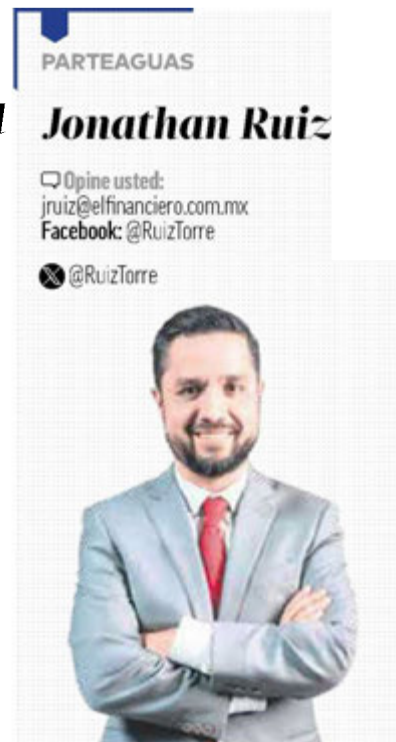 PARTEAGUAS
Jonathan Ruiz
Opine usted:
jruiz@elfinanciero.com.mx
Facebook: @RuizTorre
@RuizTorre